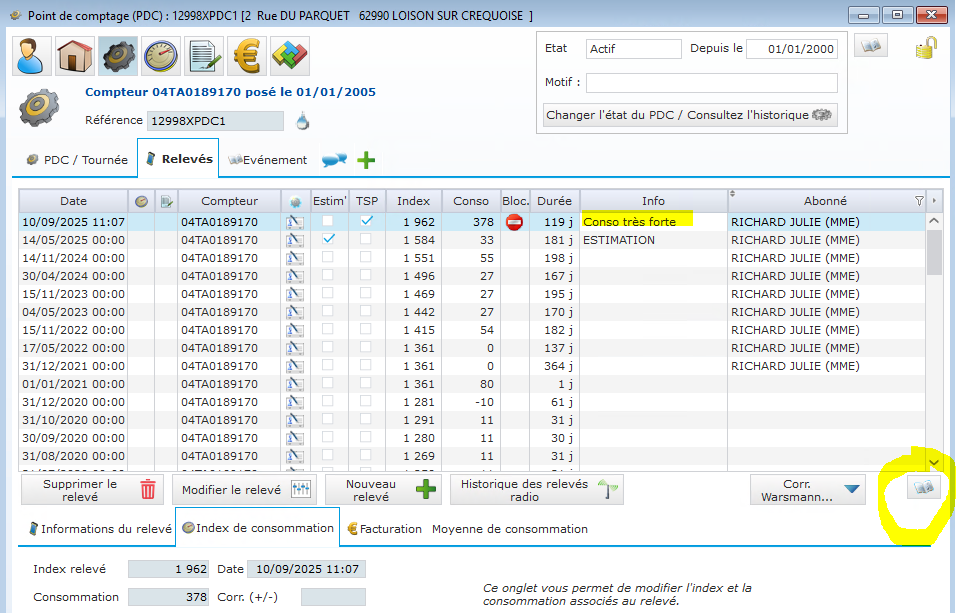 Point de comptage (PDC) : 12998XPDC1 [2 Rue DU PARQUET 62990 LOISON SUR CREQUOISE ]
Etat Actif Depuis le 01/01/2000
Motif :
Changer l'état du PDC / Consultez l'historique
Compteur 04TA0189170 posé le 01/01/2005
Référence 12998XPDC1
PDC / Tournée Relevés Evénement
Date Compteur Estim' TSP Index Conso Bloc. Durée Info Abonné
10/09/2025 11:07 04TA0189170 1 962 378 119 j Conso très forte RICHARD JULIE (MME)
14/05/2025 00:00 04TA0189170 1 584 33 181 j ESTIMATION RICHARD JULIE (MME)
14/11/2024 00:00 04TA0189170 1 551 55 198 j RICHARD JULIE (MME)
30/04/2024 00:00 04TA0189170 1 496 27 167 j RICHARD JULIE (MME)
15/11/2023 00:00 04TA0189170 1 469 27 195 j RICHARD JULIE (MME)
04/05/2023 00:00 04TA0189170 1 442 27 170 j RICHARD JULIE (MME)
15/11/2022 00:00 04TA0189170 1 415 54 182 j RICHARD JULIE (MME)
17/05/2022 00:00 04TA0189170 1 361 0 137 j RICHARD JULIE (MME)
31/12/2021 00:00 04TA0189170 1 361 0 364 j RICHARD JULIE (MME)
01/01/2021 00:00 04TA0189170 1 361 80 1 j
31/12/2020 00:00 04TA0189170 1 281 -10 61 j
31/10/2020 00:00 04TA0189170 1 291 11 31 j
30/09/2020 00:00 04TA0189170 1 280 11 30 j
31/08/2020 00:00 04TA0189170 1 269 11 31 j
Supprimer le relevé Modifier le relevé Nouveau relevé Historique des relevés radio Corr. Warsmann...
Informations du relevé Index de consommation Facturation Moyenne de consommation
Index relevé 1 962 Date 10/09/2025 11:07
Consommation 378 Corr. (+/-)
Ce onglet vous permet de modifier l'index et la
consommation associés au relevé.